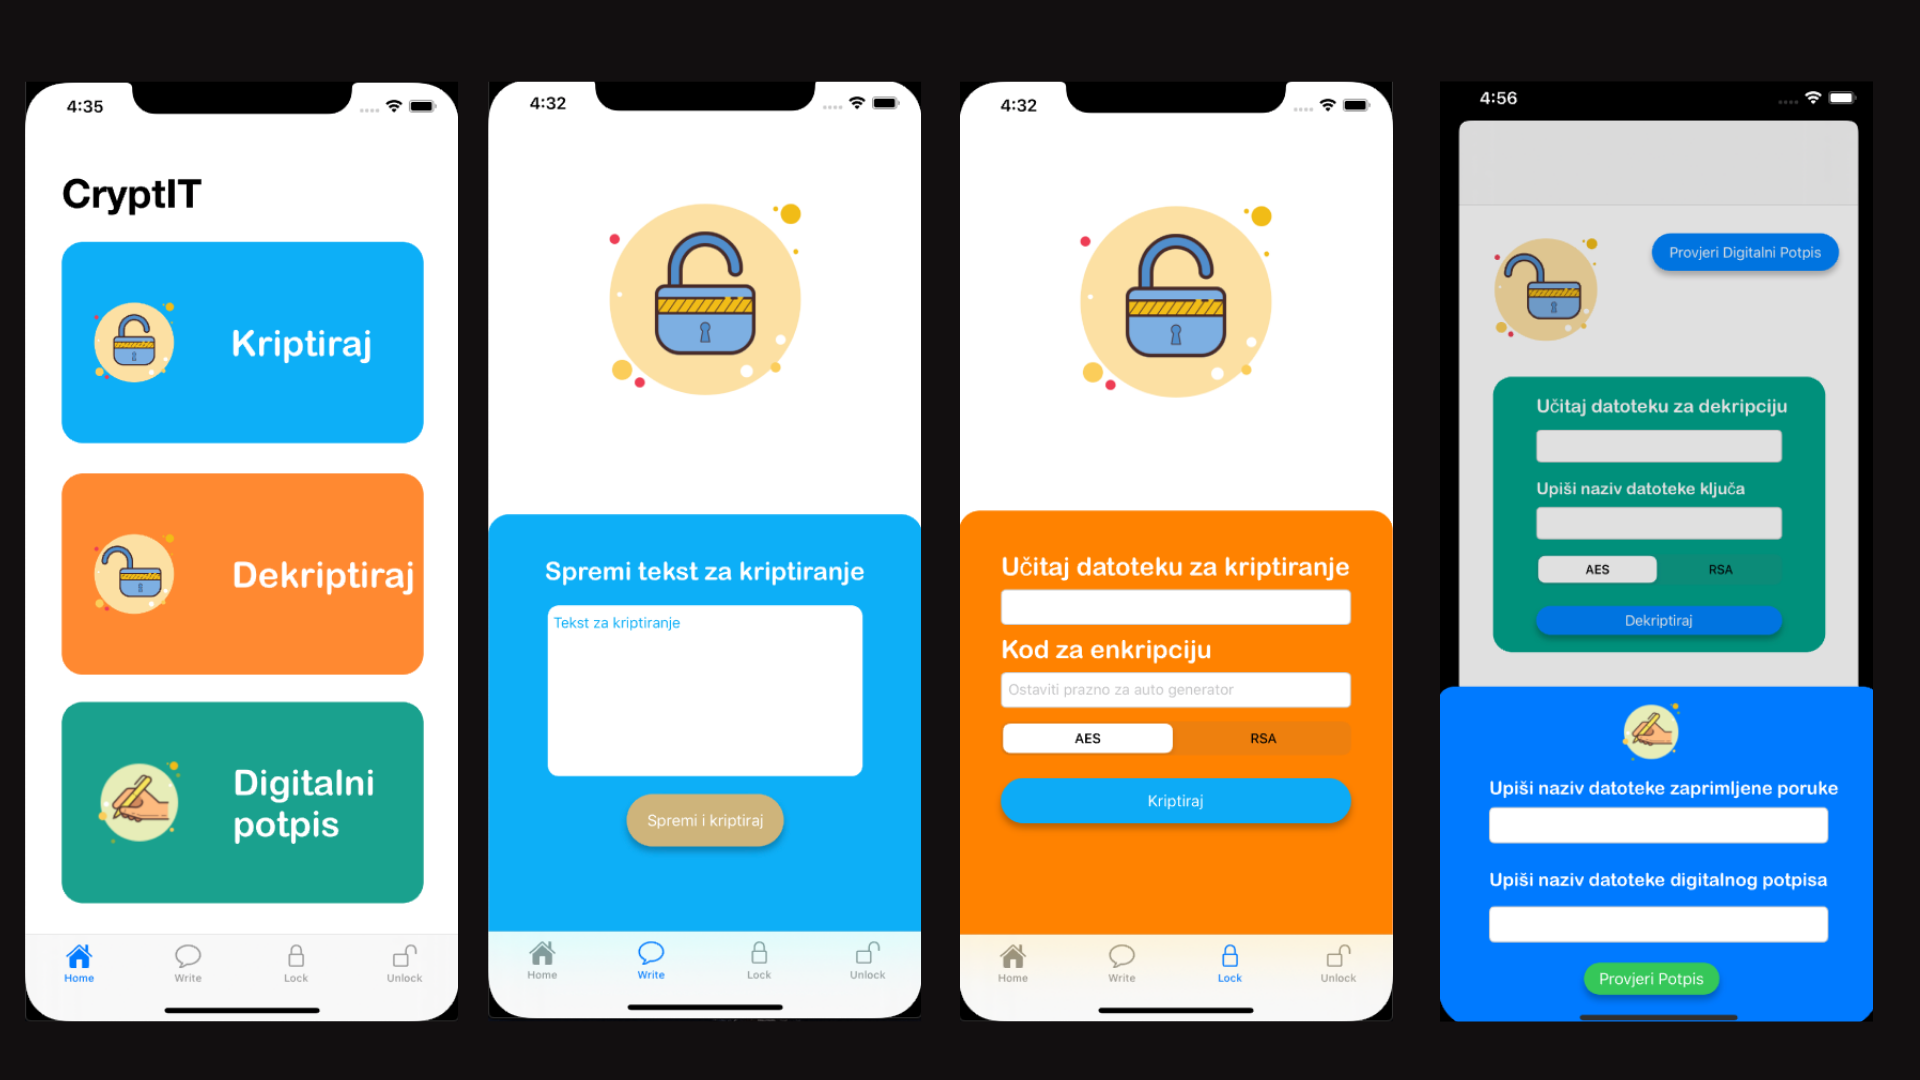 4:35
CryptIT
Kriptiraj
Dekriptiraj
Digitalni
potpis
Home
Write
Lock
Unlock
4:32
Spremi tekst za kriptiranje
Tekst za kriptiranje
Spremi i kriptiraj
Home
Write
Lock
Unlock
4:32
Učitaj datoteku za kriptiranje
Kod za enkripciju
Ostaviti prazno za auto generator
AES
RSA
Kriptiraj
Home
Write
Lock
Unlock
4:56
Provjeri Digitalni Potpis
Učitaj datoteku za dekripciju
Upiši naziv datoteke ključa
AES
RSA
Dekriptiraj
Upiši naziv datoteke zaprimljene poruke
Upiši naziv datoteke digitalnog potpisa
Provjeri Potpis